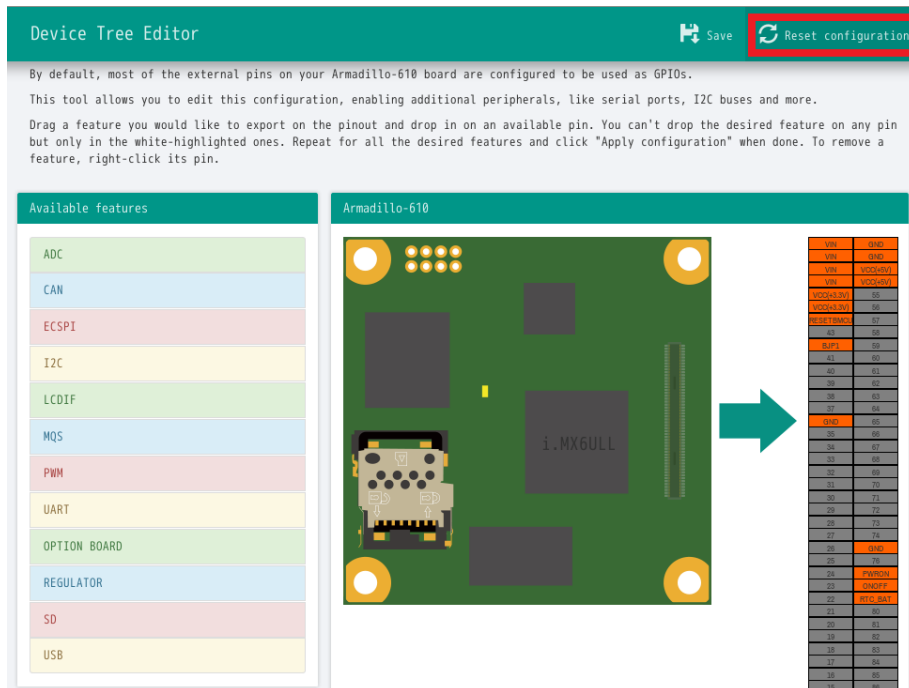 Device Tree Editor
Save
Reset configuration
By default, most of the external pins on your Armadillo-610 board are configured to be used as GPIOs.
This tool allows you to edit this configuration, enabling additional peripherals, like serial ports, I2C buses and more.
Drag a feature you would like to export on the pinout and drop in on an available pin. You can't drop the desired feature on any pin
but only in the white-highlighted ones. Repeat for all the desired features and click "Apply configuration" when done. To remove a
feature, right-click its pin.
Available features
Armadillo-610
ADC
CAN
ECSPI
I2C
LCDIF
MQS
PWM
UART
OPTION BOARD
REGULATOR
SD
USB
i.MX6ULL
VIN GND
VIN GND
VIN VCC(+5V)
VIN VCC(+5V)
VCC(+3.3V) 55
VCC(+3.3V) 56
57
43 58
BJP1 59
41 60
40 61
39 62
38 63
37 64
GND 65
35 66
34 67
33 68
32 69
31 70
30 71
29 72
28 73
27 74
26 GND
25 76
24 PWRON
23 ONOFF
22 RTC_BAT
21 80
20 81
19 82
18 83
17 84
16 85